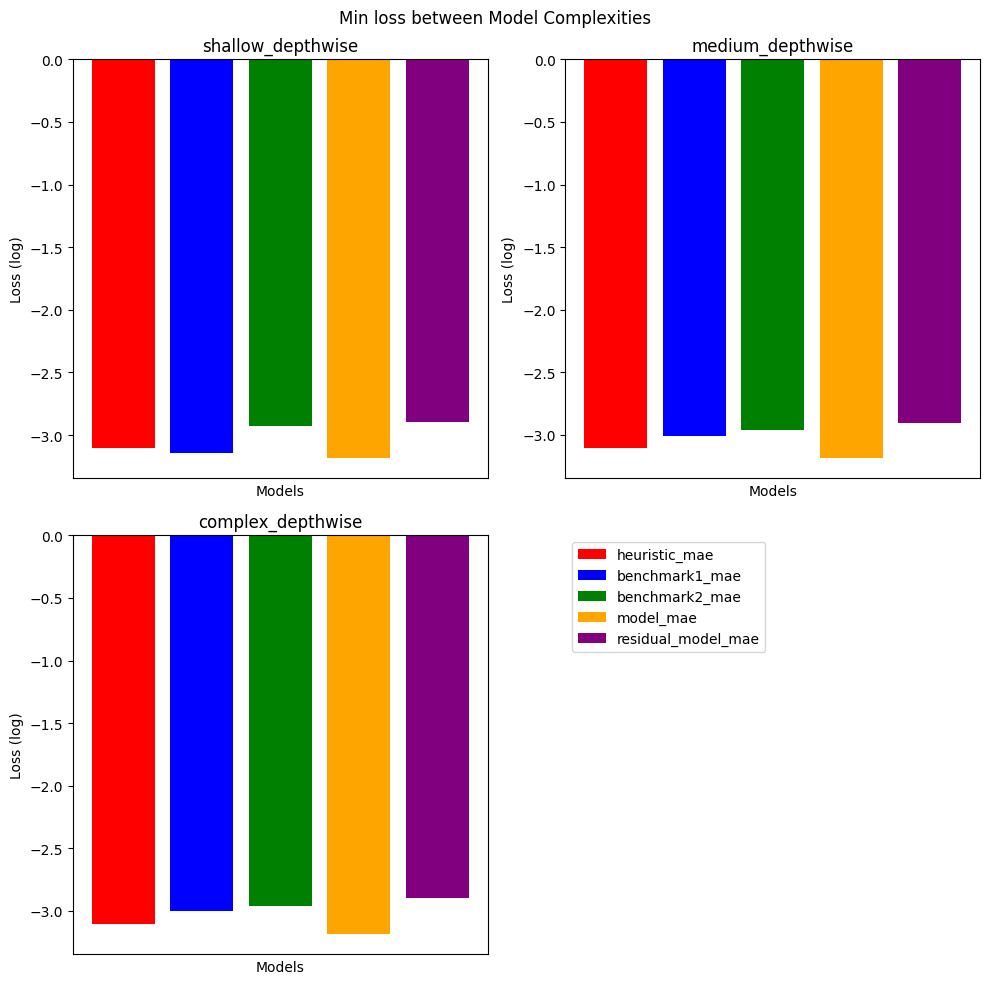 Min loss between Model Complexities
shallow_depthwise
0.0
−0.5
−1.0
−1.5
−2.0
−2.5
−3.0
Loss (log)
Models
medium_depthwise
0.0
−0.5
−1.0
−1.5
−2.0
−2.5
−3.0
Loss (log)
Models
complex_depthwise
0.0
−0.5
−1.0
−1.5
−2.0
−2.5
−3.0
Loss (log)
Models
heuristic_mae
benchmark1_mae
benchmark2_mae
model_mae
residual_model_mae